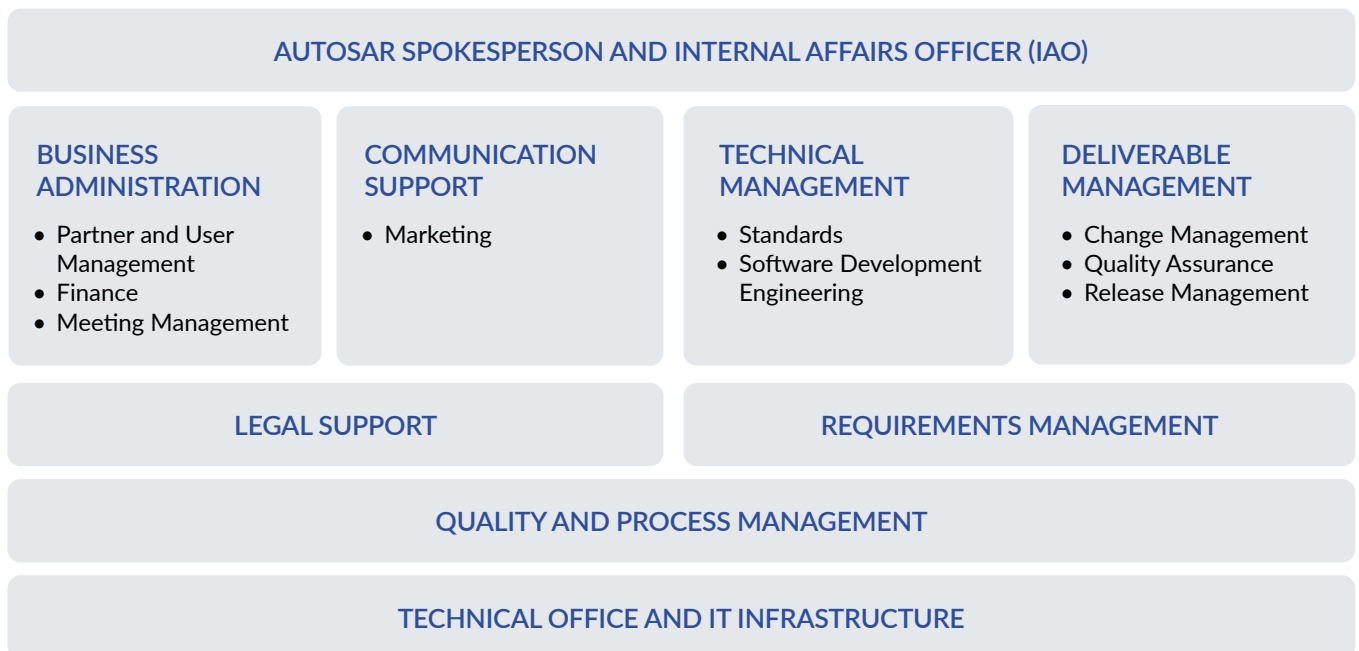 AUTOSAR SPOKESPERSON AND INTERNAL AFFAIRS OFFICER (IAO)
BUSINESS
ADMINISTRATION
• Partner and User
Management
• Finance
• Meeting Management
COMMUNICATION
SUPPORT
• Marketing
TECHNICAL
MANAGEMENT
• Standards
• Software Development
Engineering
DELIVERABLE
MANAGEMENT
• Change Management
• Quality Assurance
• Release Management
LEGAL SUPPORT
REQUIREMENTS MANAGEMENT
QUALITY AND PROCESS MANAGEMENT
TECHNICAL OFFICE AND IT INFRASTRUCTURE